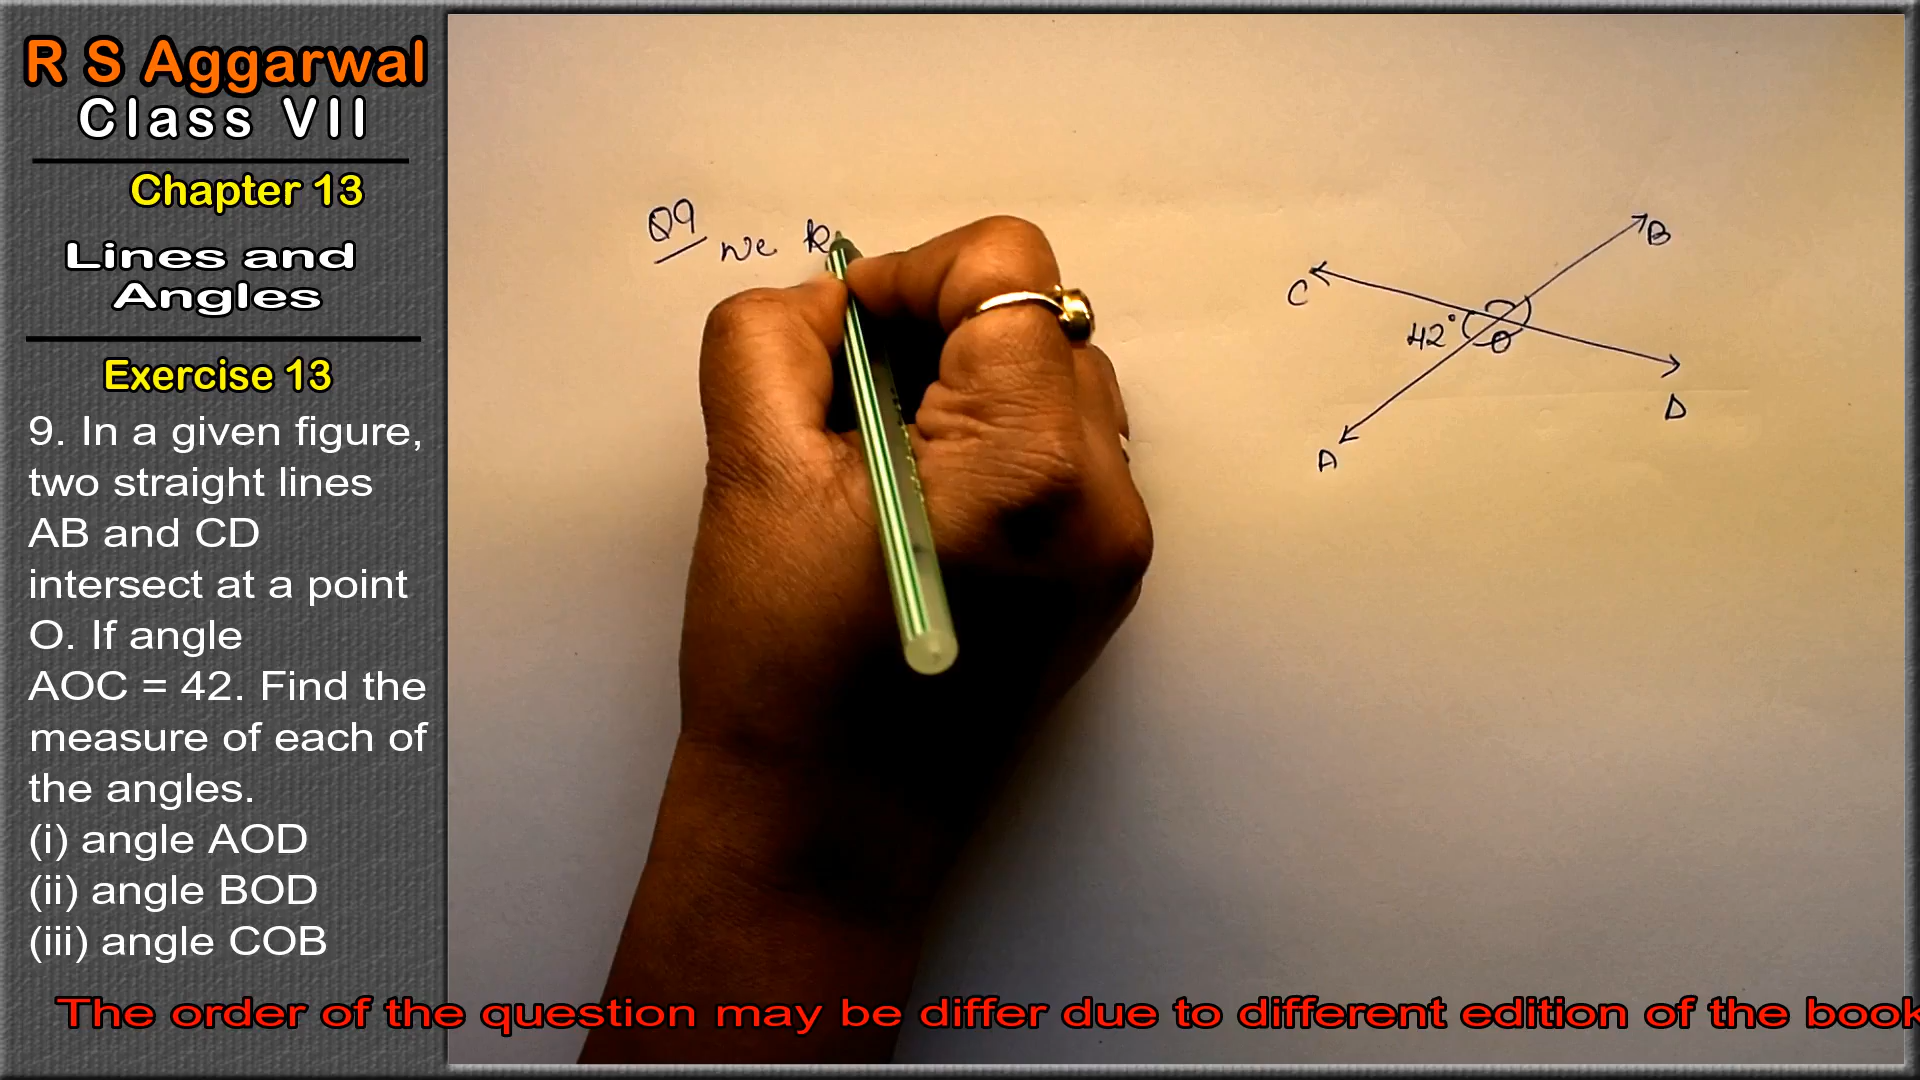 R S Aggarwal
Class VII
Chapter 13
Lines and
Angles
Exercise 13
9. In a given figure,
two straight lines
AB and CD
intersect at a point
O. If angle
AOC = 42. Find the
measure of each of
the angles.
(i) angle AOD
(ii) angle BOD
(iii) angle COB
Q9 we k
B
C
42° O
D
A
The order of the question may be differ due to different edition of the book